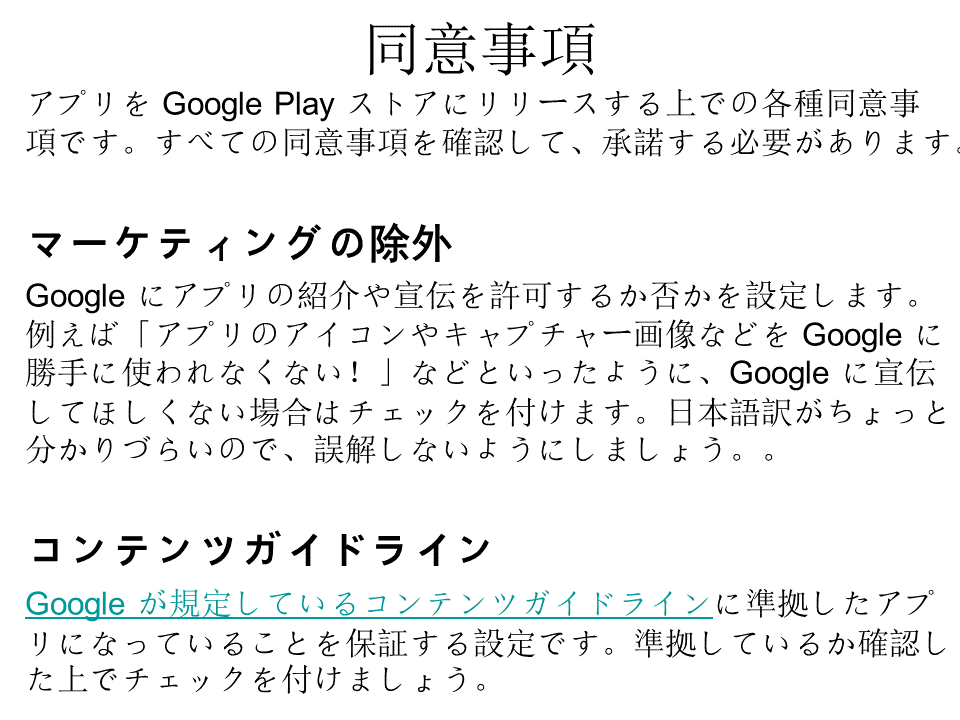 同意事項
アプリを Google Play ストアにリリースする上での各種同意事
項です。すべての同意事項を確認して、承諾する必要があります。
マーケティングの除外
Google にアプリの紹介や宣伝を許可するか否かを設定します。
例えば「アプリのアイコンやキャプチャー画像などを Google に
勝手に使われなくない！」などといったように、Google に宣伝
してほしくない場合はチェックを付けます。日本語訳がちょっと
分かりづらいので、誤解しないようにしましょう。。
コンテンツガイドライン
Google が規定しているコンテンツガイドラインに準拠したアプ
リになっていることを保証する設定です。準拠しているか確認し
た上でチェックを付けましょう。